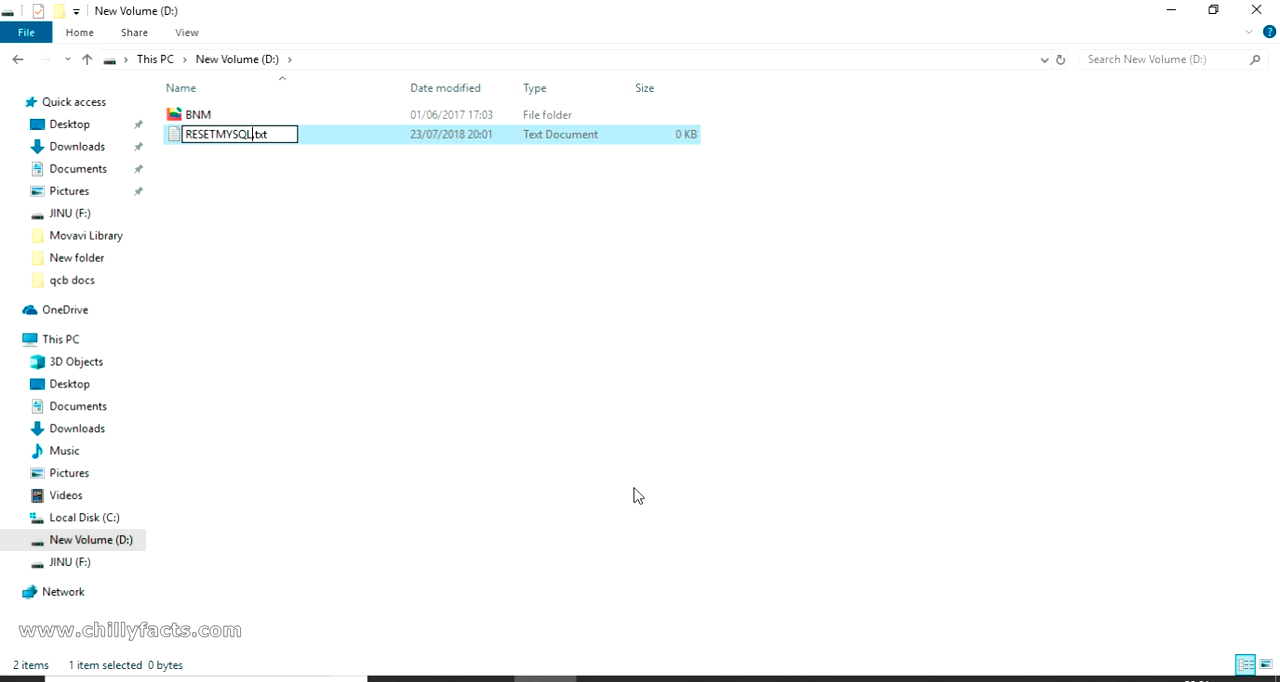 New Volume (D:)
File Home Share View
This PC New Volume (D:) Search New Volume (D:)
Name Date modified Type Size
Quick access
BNM 01/06/2017 17:03 File folder
Desktop
RESETMYSQL.txt 23/07/2018 20:01 Text Document 0 KB
Downloads
Documents
Pictures
JINU (F:)
Movavi Library
New folder
qcb docs
OneDrive
This PC
3D Objects
Desktop
Documents
Downloads
Music
Pictures
Videos
Local Disk (C:)
New Volume (D:)
JINU (F:)
Network
www.chillyfacts.com
2 items 1 item selected 0 bytes